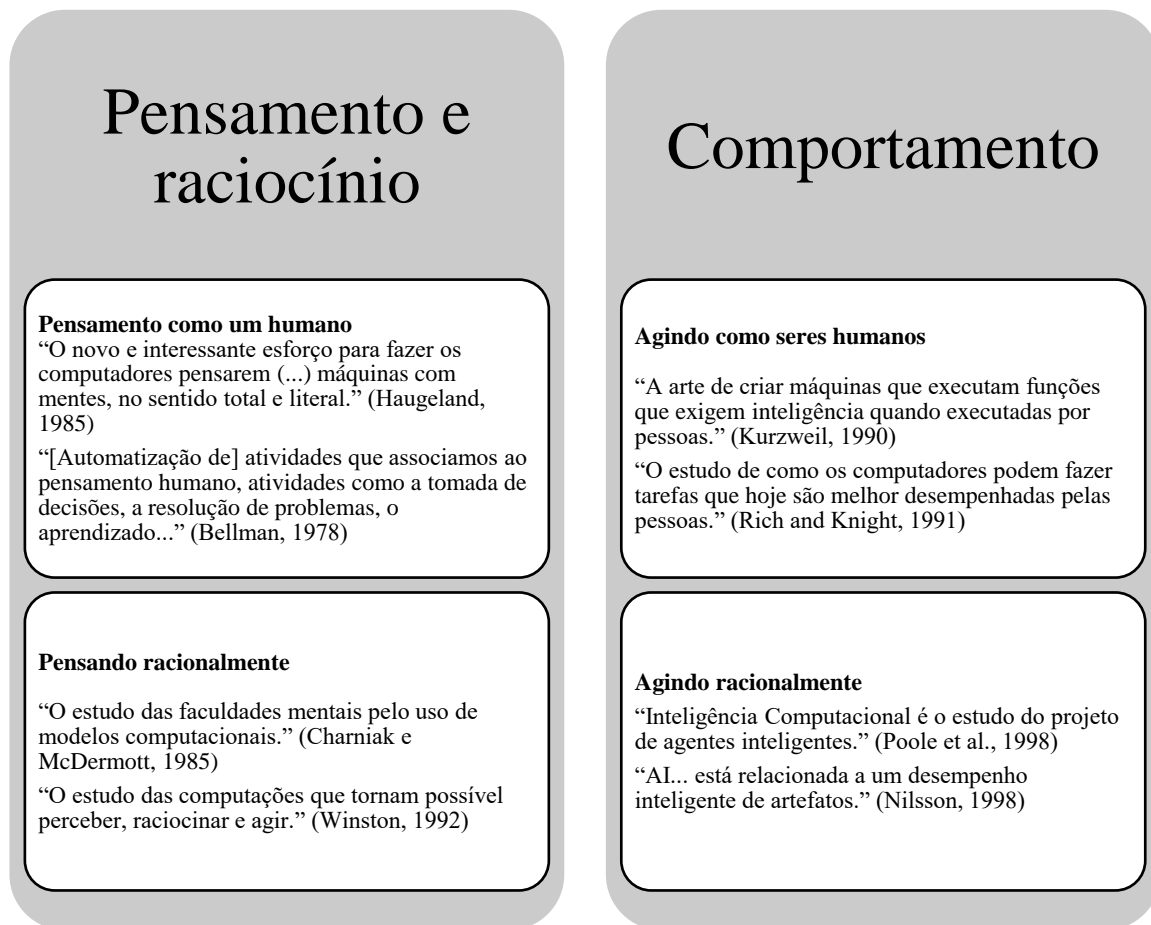 Pensamento e
raciocínio
Pensamento como um humano
“O novo e interessante esforço para fazer os
computadores pensarem (...) máquinas com
mentes, no sentido total e literal.” (Haugeland,
1985)
“[Automatização de] atividades que associamos ao
pensamento humano, atividades como a tomada de
decisões, a resolução de problemas, o
aprendizado...” (Bellman, 1978)
Pensando racionalmente
“O estudo das faculdades mentais pelo uso de
modelos computacionais.” (Charniak e
McDermott, 1985)
“O estudo das computações que tornam possível
perceber, raciocinar e agir.” (Winston, 1992)
Comportamento
Agindo como seres humanos
“A arte de criar máquinas que executam funções
que exigem inteligência quando executadas por
pessoas.” (Kurzweil, 1990)
“O estudo de como os computadores podem fazer
tarefas que hoje são melhor desempenhadas pelas
pessoas.” (Rich and Knight, 1991)
Agindo racionalmente
“Inteligência Computacional é o estudo do projeto
de agentes inteligentes.” (Poole et al., 1998)
“AI... está relacionada a um desempenho
inteligente de artefatos.” (Nilsson, 1998)